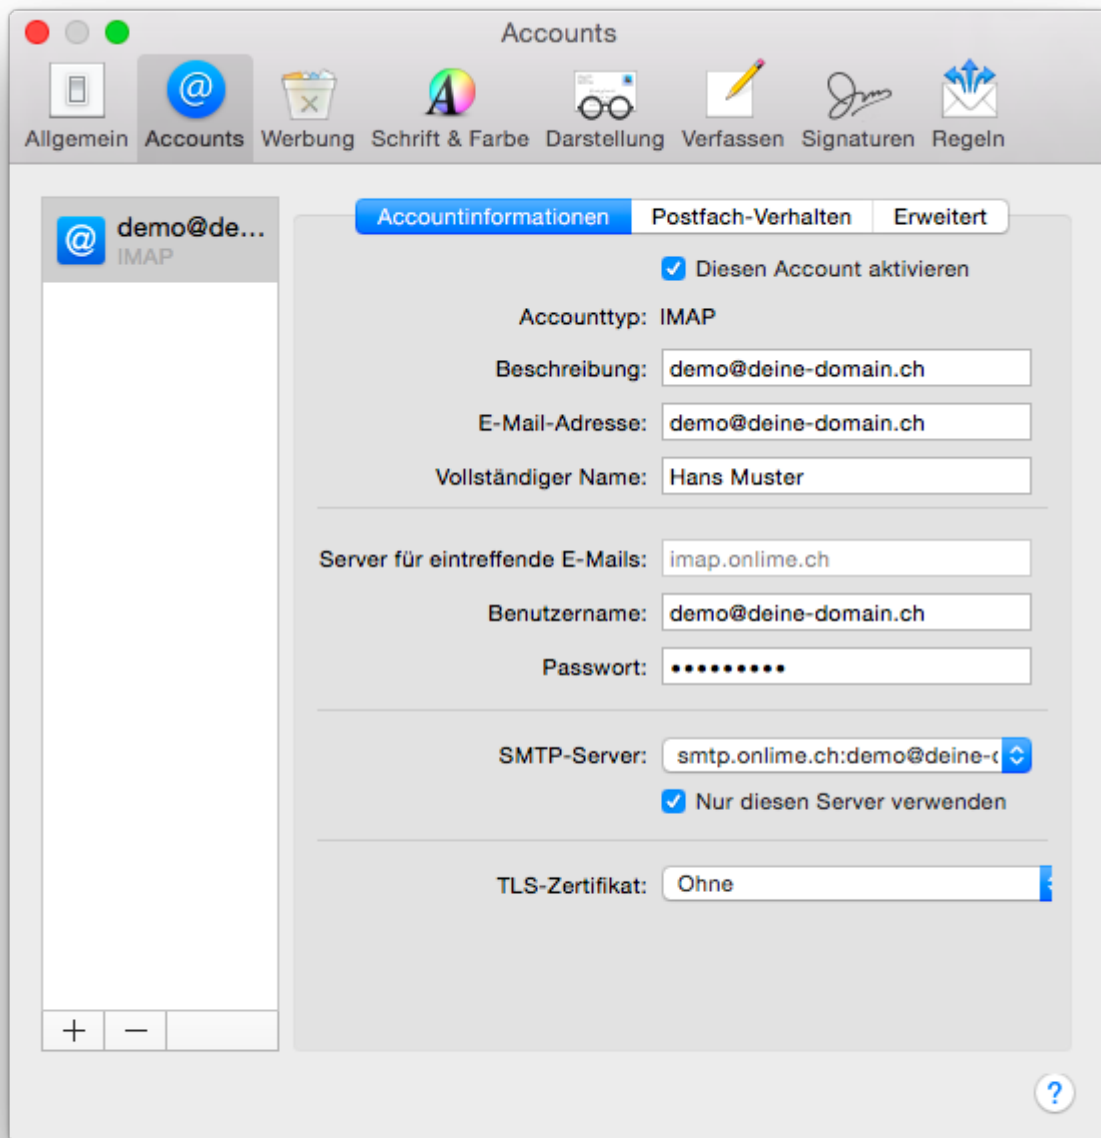 Accounts
Allgemein Accounts Werbung Schrift & Farbe Darstellung Verfassen Signaturen Regeln
demo@de...
IMAP
Accountinformationen Postfach-Verhalten Erweitert
Diesen Account aktivieren
Accounttyp: IMAP
Beschreibung: demo@deine-domain.ch
E-Mail-Adresse: demo@deine-domain.ch
Vollständiger Name: Hans Muster
Server für eintreffende E-Mails: imap.onlime.ch
Benutzername: demo@deine-domain.ch
Passwort: •••••••••
SMTP-Server: smtp.onlime.ch:demo@deine-
Nur diesen Server verwenden
TLS-Zertifikat: Ohne
+ −
?